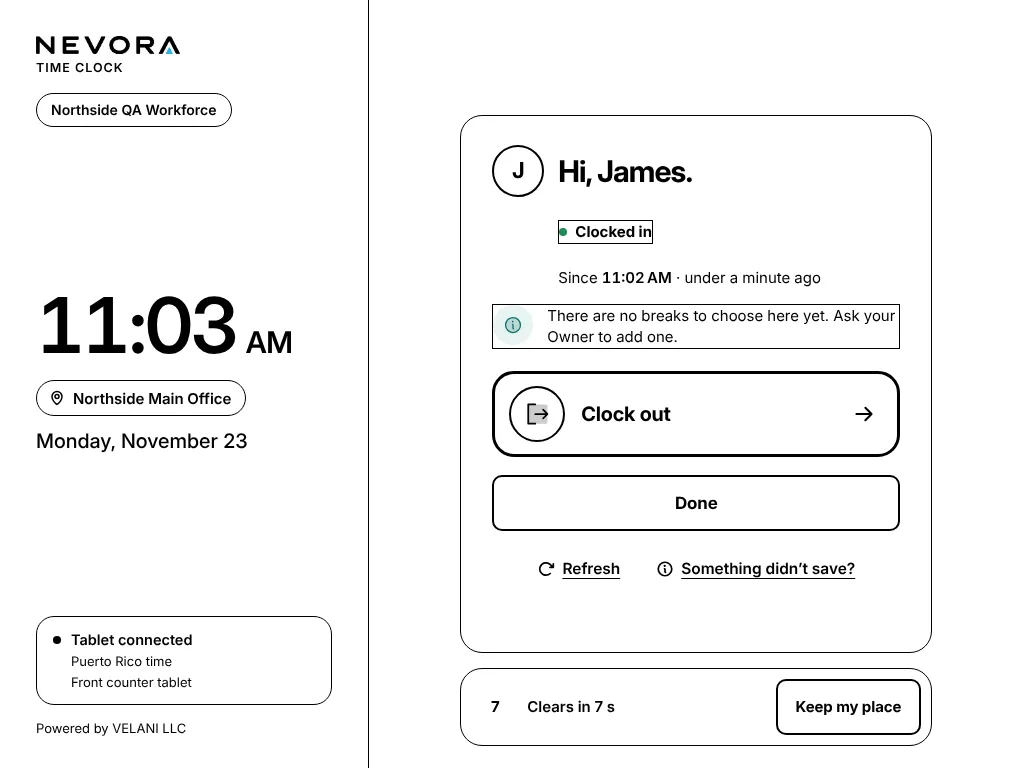 NEVORA
TIME CLOCK
Northside QA Workforce
11:03 AM
Northside Main Office
Monday, November 23
Tablet connected
Puerto Rico time
Front counter tablet
Powered by VELANI LLC
J
Hi, James.
Clocked in
Since 11:02 AM · under a minute ago
There are no breaks to choose here yet. Ask your
Owner to add one.
Clock out
Done
Refresh
Something didn’t save?
7
Clears in 7 s
Keep my place